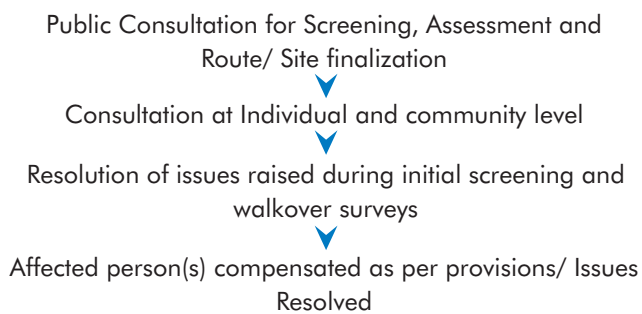 Public Consultation for Screening, Assessment and
Route/ Site finalization
Consultation at Individual and community level
Resolution of issues raised during initial screening and
walkover surveys
Affected person(s) compensated as per provisions/ Issues
Resolved